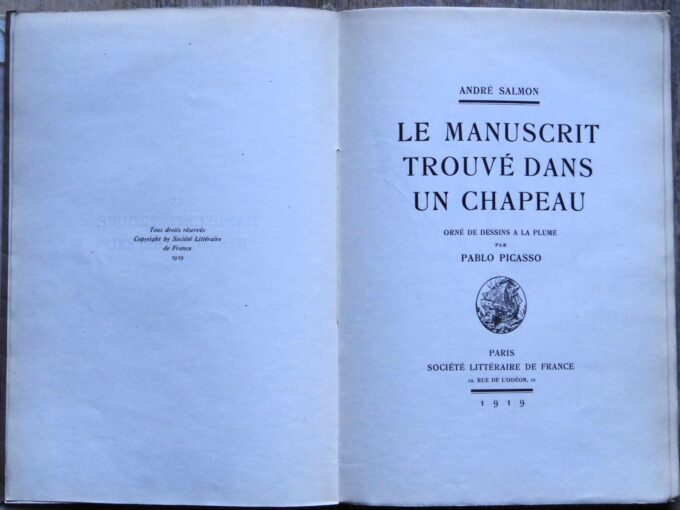 Tous droits réservés
Copyright by Société Littéraire
de France
1919
ANDRÉ SALMON
LE MANUSCRIT
TROUVÉ DANS
UN CHAPEAU
ORNÉ DE DESSINS A LA PLUME
PAR
PABLO PICASSO
PARIS
SOCIÉTÉ LITTÉRAIRE DE FRANCE
10, RUE DE L'ODÉON, 10
1919